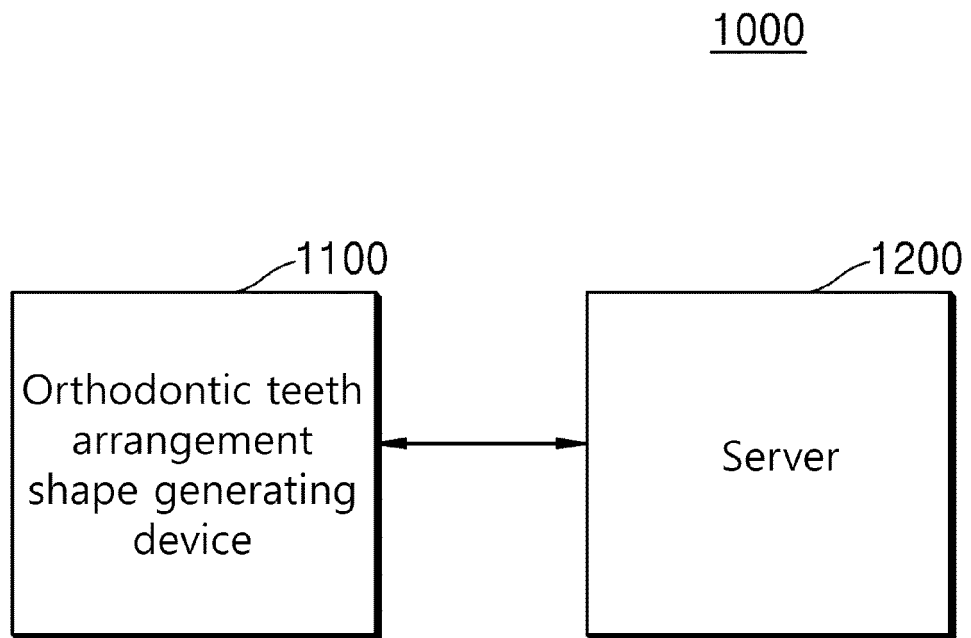 1000
1100
1200
Orthodontic teeth
arrangement
shape generating
device
Server